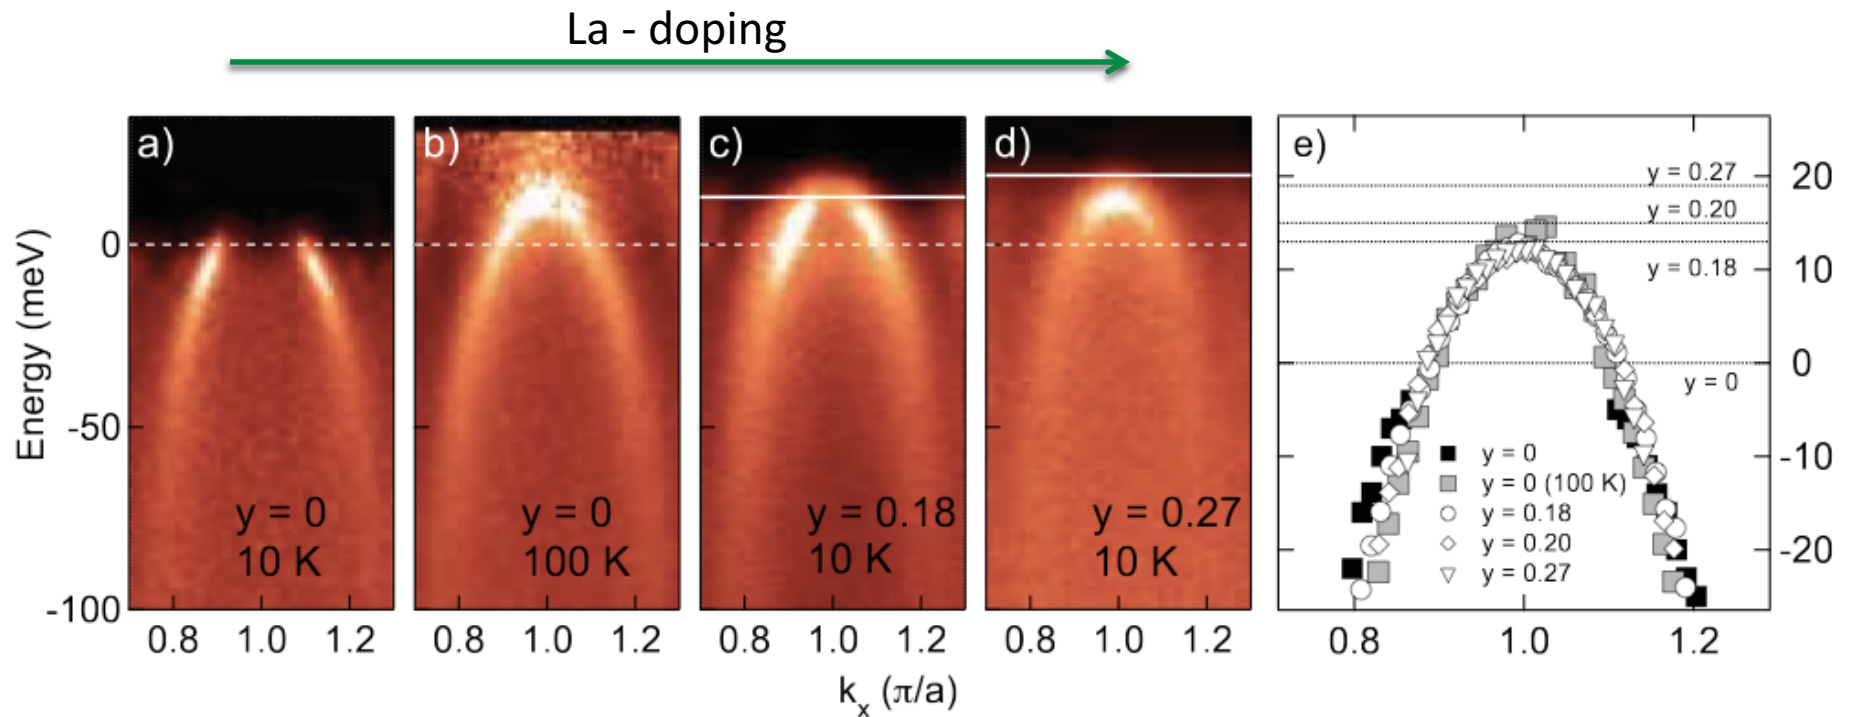 La - doping
a)
b)
c)
d)
e)
Energy (meV)
0
-50
-100
y = 0
10 K
y = 0
100 K
y = 0.18
10 K
y = 0.27
10 K
0.8 1.0 1.2
0.8 1.0 1.2
0.8 1.0 1.2
0.8 1.0 1.2
kx (π/a)
y = 0.27
y = 0.20
y = 0.18
y = 0
y = 0
y = 0 (100 K)
y = 0.18
y = 0.20
y = 0.27
20
10
0
-10
-20
0.8 1.0 1.2